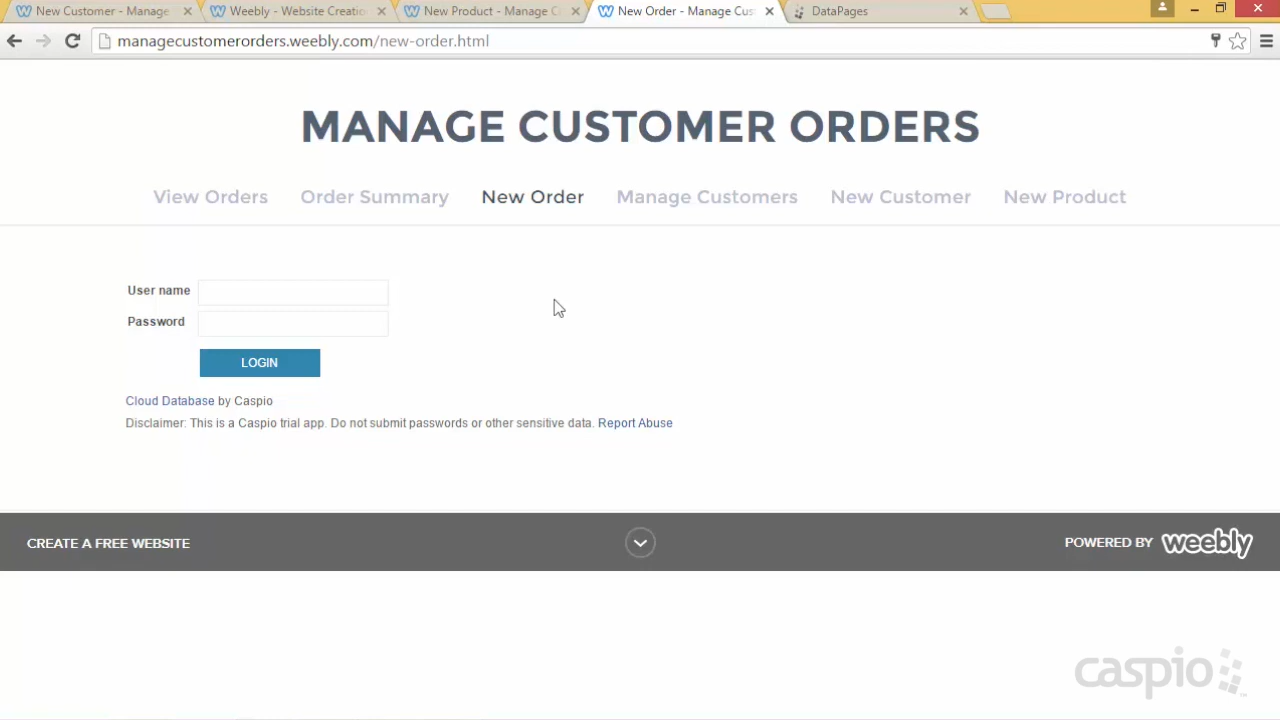 New Customer - Manage
Weebly - Website Creatio
New Product - Manage C
New Order - Manage Cus
DataPages
managecustomerorders.weebly.com/new-order.html
MANAGE CUSTOMER ORDERS
View Orders
Order Summary
New Order
Manage Customers
New Customer
New Product
User name
Password
LOGIN
Cloud Database by Caspio
Disclaimer: This is a Caspio trial app. Do not submit passwords or other sensitive data. Report Abuse
CREATE A FREE WEBSITE
POWERED BY weebly
caspio